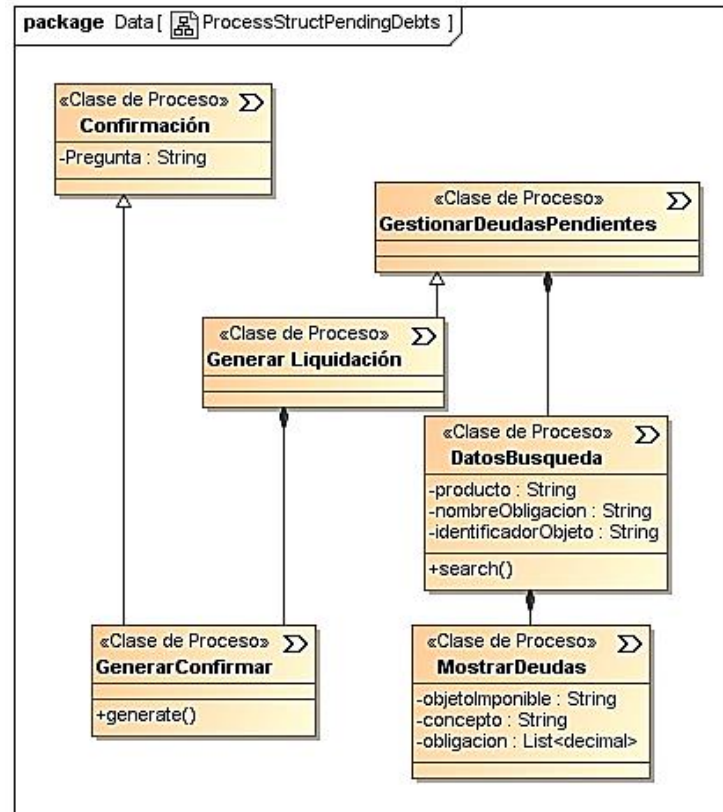 package Data [ ProcessStructPendingDebts ]
«Clase de Proceso»
Confirmación
-Pregunta : String
«Clase de Proceso»
GestionarDeudasPendientes
«Clase de Proceso»
Generar Liquidación
«Clase de Proceso»
DatosBusqueda
-producto : String
-nombreObligacion : String
-identificadorObjeto : String
+search()
«Clase de Proceso»
GenerarConfirmar
+generate()
«Clase de Proceso»
MostrarDeudas
-objetoImponible : String
-concepto : String
-obligacion : List<decimal>